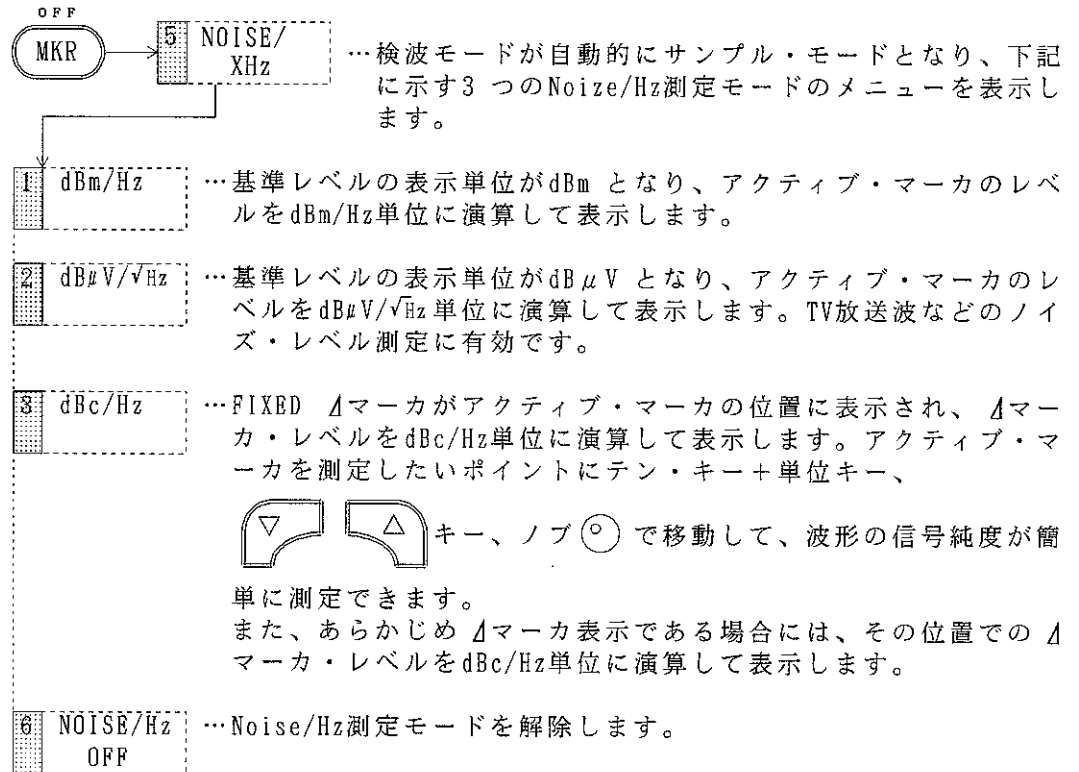 OFF
MKR
5 NOISE/
XHz
…検波モードが自動的にサンプル・モードとなり、下記
に示す3 つのNoize/Hz測定モードのメニューを表示し
ます。
1 dBm/Hz …基準レベルの表示単位がdBm となり、アクティブ・マーカのレベ
ルをdBm/Hz単位に演算して表示します。
2 dBμV/√Hz …基準レベルの表示単位がdBμV となり、アクティブ・マーカのレ
ベルをdBμV/√Hz単位に演算して表示します。TV放送波などのノイ
ズ・レベル測定に有効です。
3 dBc/Hz …FIXED Δマーカがアクティブ・マーカの位置に表示され、 Δマー
カ・レベルをdBc/Hz単位に演算して表示します。アクティブ・マ
ーカを測定したいポイントにテン・キー+単位キー、
▽ △ キー、ノブ で移動して、波形の信号純度が簡
単に測定できます。
また、あらかじめ Δマーカ表示である場合には、その位置での Δ
マーカ・レベルをdBc/Hz単位に演算して表示します。
6 NOISE/Hz …Noise/Hz測定モードを解除します。
OFF